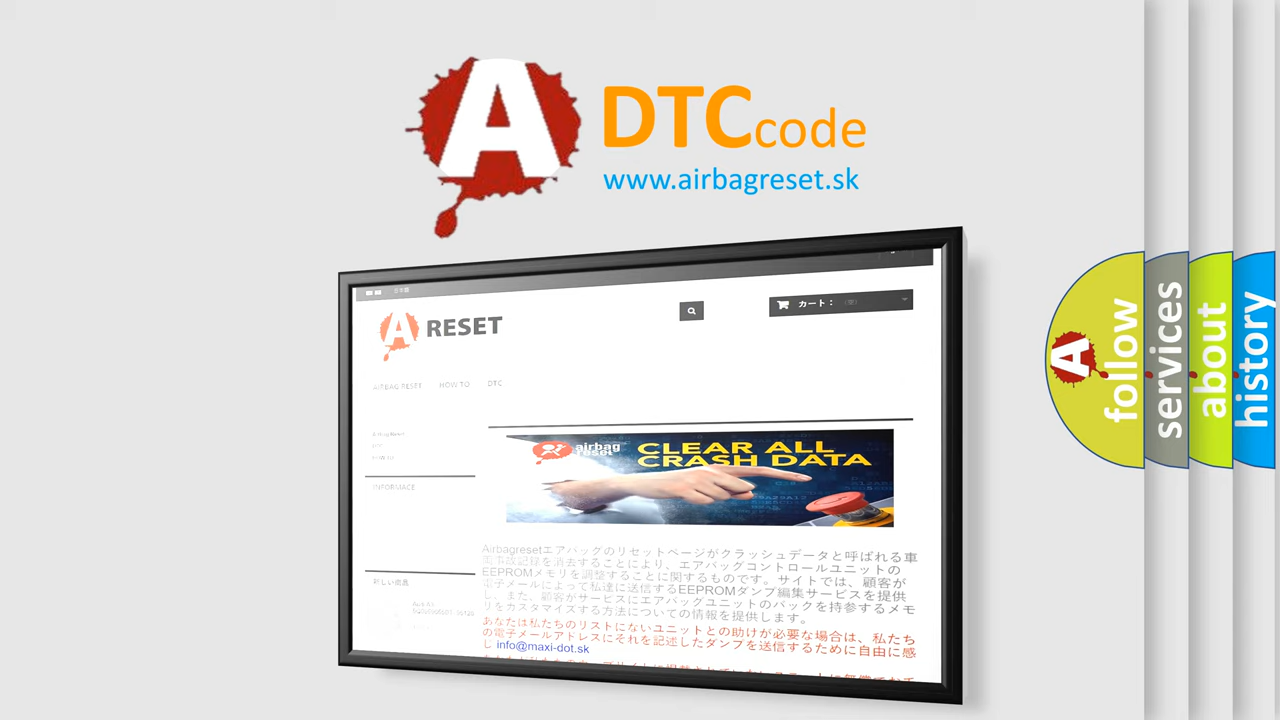 A DTCcode
www.airbagreset.sk
日本語
カート：
A RESET
AIRBAG RESET HOW TO DTC
Airbag Reset
HOW TO
INFORMACE
airbag
reset
CLEAR ALL
CRASH DATA
Airbagresetエアバッグのリセットページがクラッシュデータと呼ばれる車
両事故記録を消去することにより、エアバッグコントロールユニットの
EEPROMメモリを調整することに関するものです。サイトでは、顧客が
電子メールによって私達に送信するEEPROMダンプ編集サービスを提供
し、また、顧客がサービスにエアバッグユニットのバックを持参するメモ
リをカスタマイズする方法についての情報を提供します。
あなたは私たちのリストにないユニットとの助けが必要な場合は、私たち
の電子メールアドレスにそれを記述したダンプを送信するために自由に感
じ info@maxi-dot.sk
A
follow
services
about
history